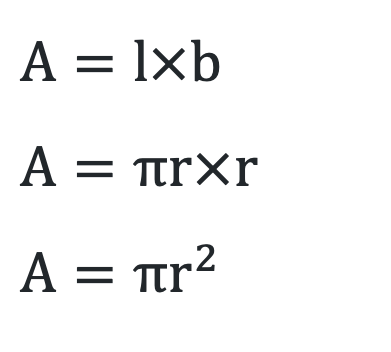 A = l×b
A = πr×r
A = πr²